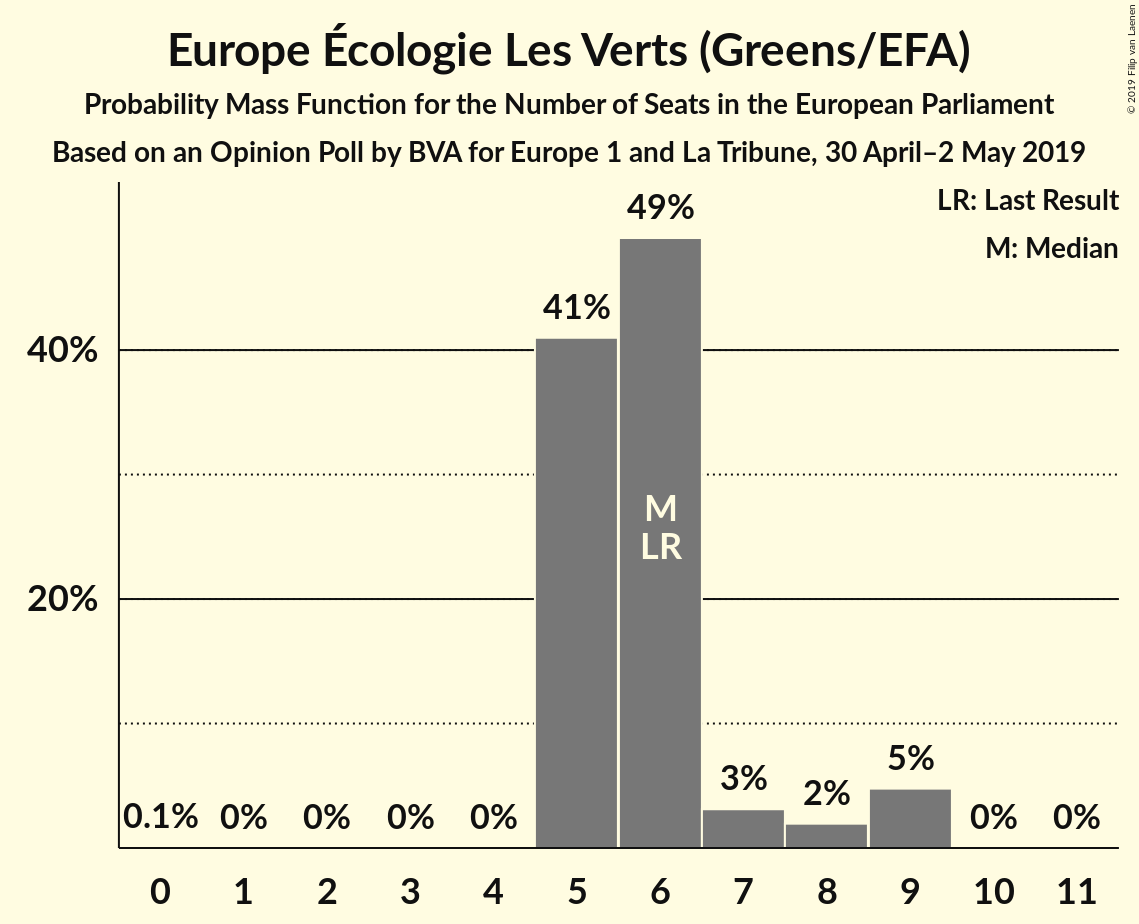 Europe Écologie Les Verts (Greens/EFA)
Probability Mass Function for the Number of Seats in the European Parliament
Based on an Opinion Poll by BVA for Europe 1 and La Tribune, 30 April–2 May 2019
© 2019 Filip van Laenen
LR: Last Result
M: Median
49%
41%
40%
M
LR
20%
5%
3%
2%
0.1% 0% 0% 0% 0% 0% 0%
0 1 2 3 4 5 6 7 8 9 10 11